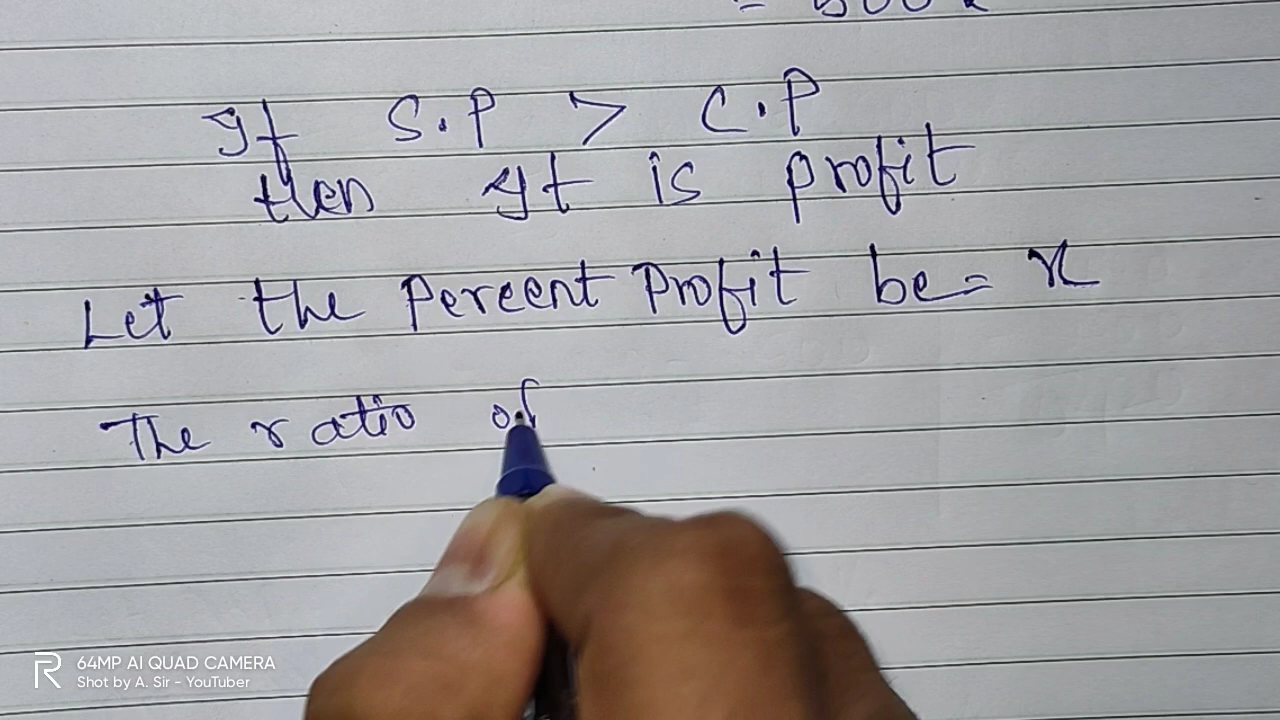 If S.P > C.P
then It is profit
Let the Percent Profit be = x
The ratio of
64MP AI QUAD CAMERA
Shot by A. Sir - YouTuber